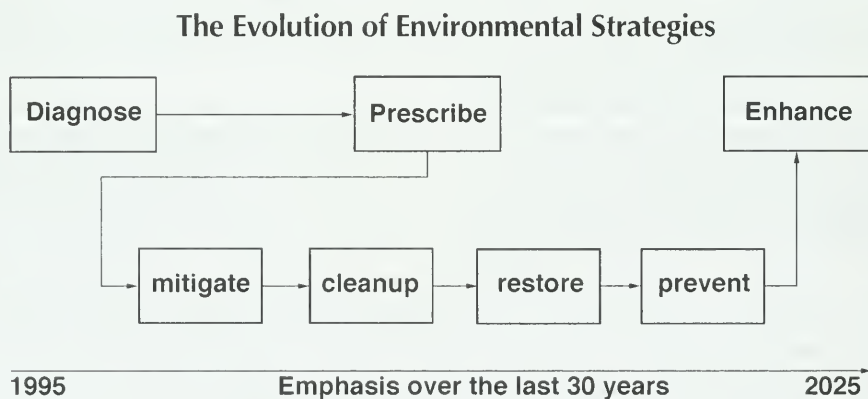 The Evolution of Environmental Strategies
Diagnose
Prescribe
Enhance
mitigate
cleanup
restore
prevent
1995 Emphasis over the last 30 years 2025